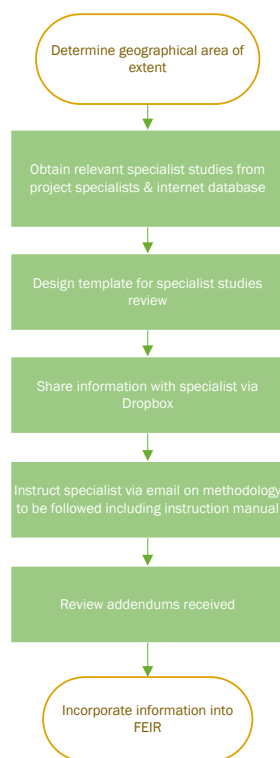 Determine geographical area of
extent
Obtain relevant specialist studies from
project specialists & internet database
Design template for specialist studies
review
Share information with specialist via
Dropbox
Instruct specialist via email on methodology
to be followed including instruction manual
Review addendums received
Incorporate information into
FEIR